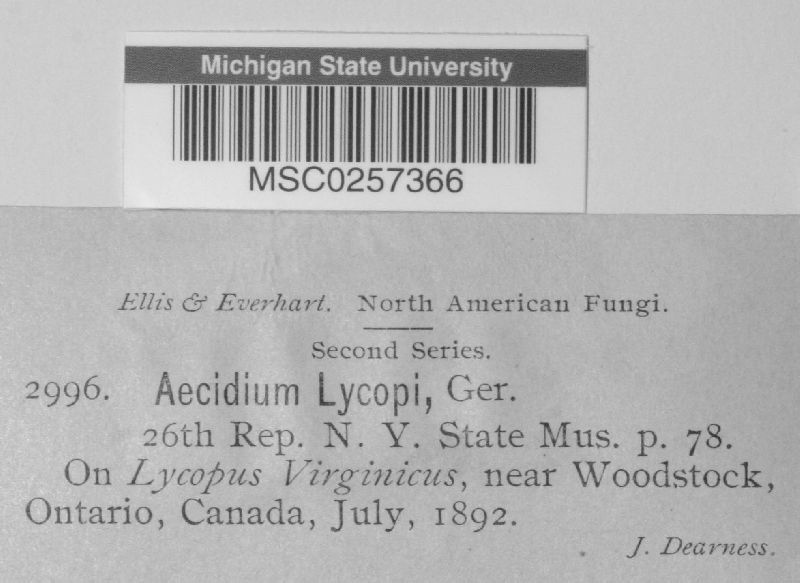 Michigan State University
MSC0257366
Ellis & Everhart. North American Fungi.
Second Series.
2996. Aecidium Lycopi, Ger.
26th Rep. N. Y. State Mus. p. 78.
On Lycopus Virginicus, near Woodstock,
Ontario, Canada, July, 1892.
J. Dearness.